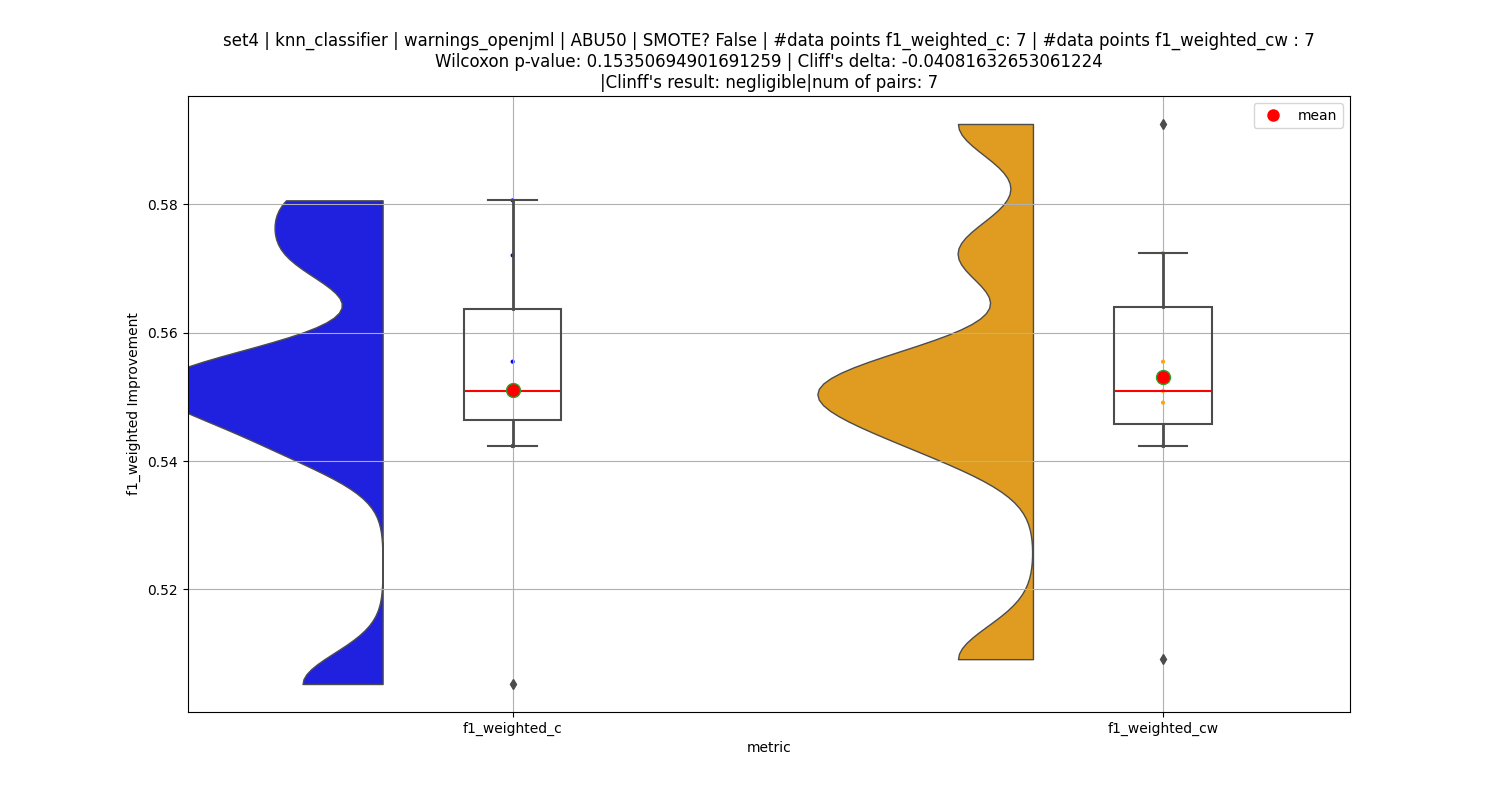 set4 | knn_classifier | warnings_openjml | ABU50 | SMOTE? False | #data points f1_weighted_c: 7 | #data points f1_weighted_cw : 7
Wilcoxon p-value: 0.15350694901691259 | Cliff's delta: -0.04081632653061224
|Clinff's result: negligible|num of pairs: 7
mean
0.58
0.56
0.54
0.52
f1_weighted Improvement
f1_weighted_c
f1_weighted_cw
metric